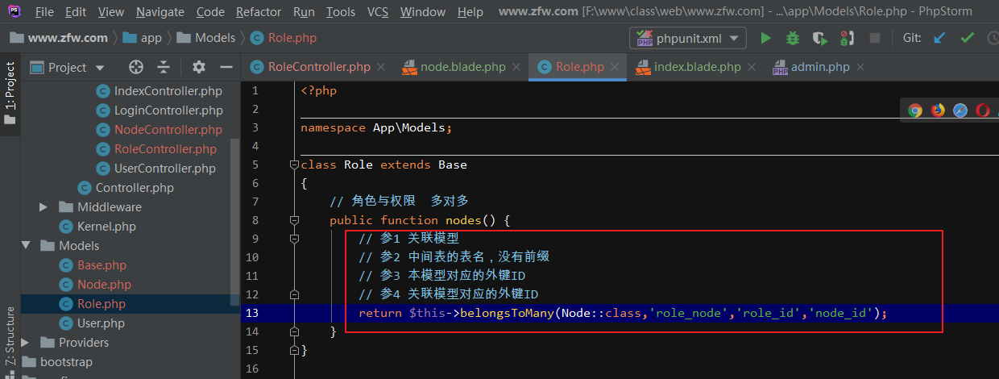 File Edit View Navigate Code Refactor Run Tools VCS Window Help www.zfw.com [F:\www\class\web\www.zfw.com] - ...\app\Models\Role.php - PhpStorm
www.zfw.com app Models Role.php phpunit.xml Git:
Project RoleController.php node.blade.php Role.php index.blade.php admin.php
1: Project
IndexController.php
LoginController.php
NodeController.php
RoleController.php
UserController.php
Controller.php
Middleware
Kernel.php
Models
Base.php
Node.php
Role.php
User.php
Providers
bootstrap
Z: Structure
1 <?php
2
3 namespace App\Models;
4
5 class Role extends Base
6 {
7 // 角色与权限 多对多
8 public function nodes() {
9 // 参1 关联模型
10 // 参2 中间表的表名，没有前缀
11 // 参3 本模型对应的外键ID
12 // 参4 关联模型对应的外键ID
13 return $this->belongsToMany(Node::class,'role_node','role_id','node_id');
14 }
15 }
16